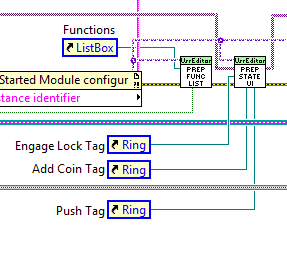 Functions
ListBox
UsrEditor
PREP
FUNC
LIST
UsrEditor
PREP
STATE
UI
Started Module configur
stance identifier
Engage Lock Tag
Ring
Add Coin Tag
Ring
Push Tag
Ring